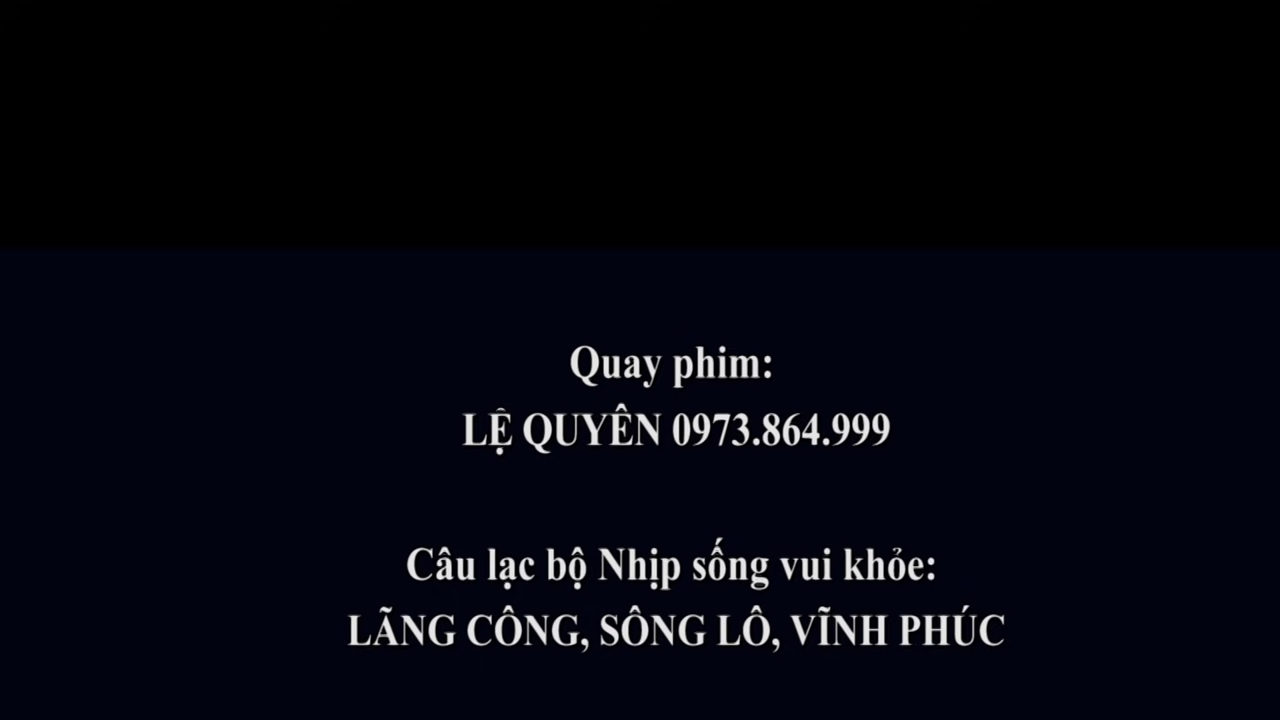 Quay phim:
LỆ QUYÊN 0973.864.999
Câu lạc bộ Nhịp sống vui khỏe:
LÃNG CÔNG, SÔNG LÔ, VĨNH PHÚC